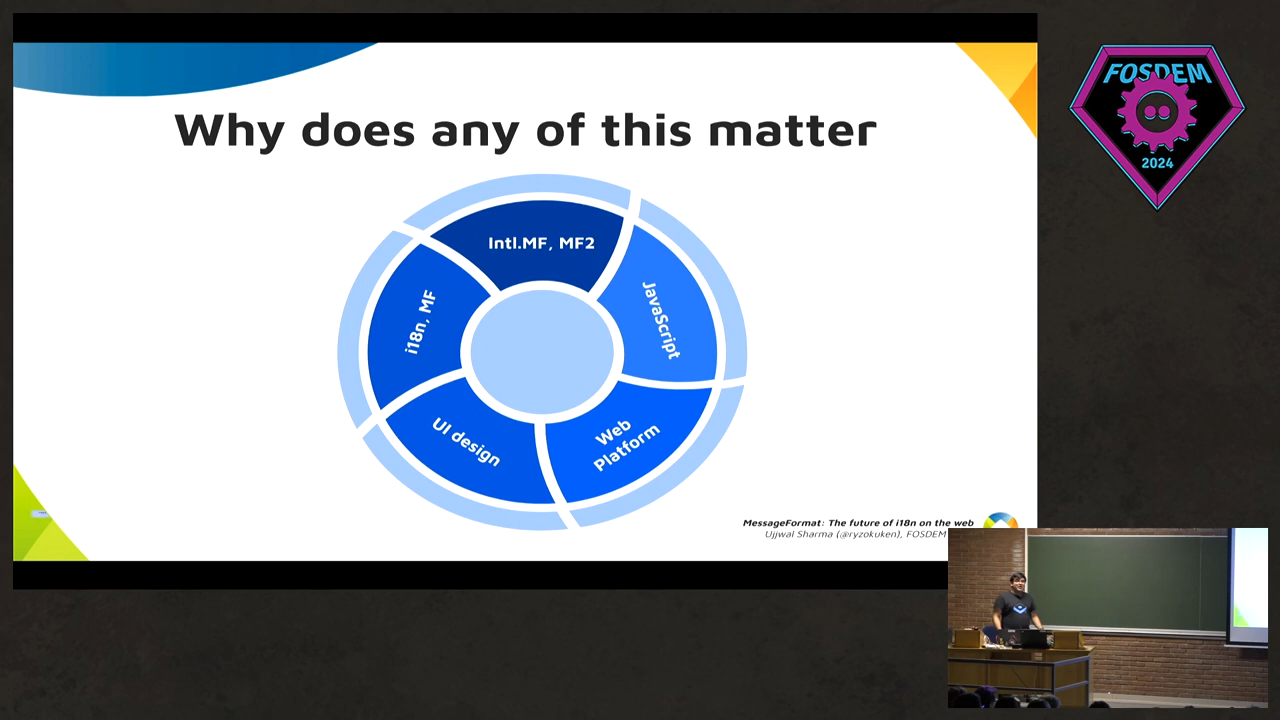 Why does any of this matter
Intl.MF, MF2
JavaScript
i18n, MF
UI design
Web
Platform
MessageFormat: The future of i18n on the web
Ujjwal Sharma (@ryzokuken), FOSDEM
FOSDEM
2024